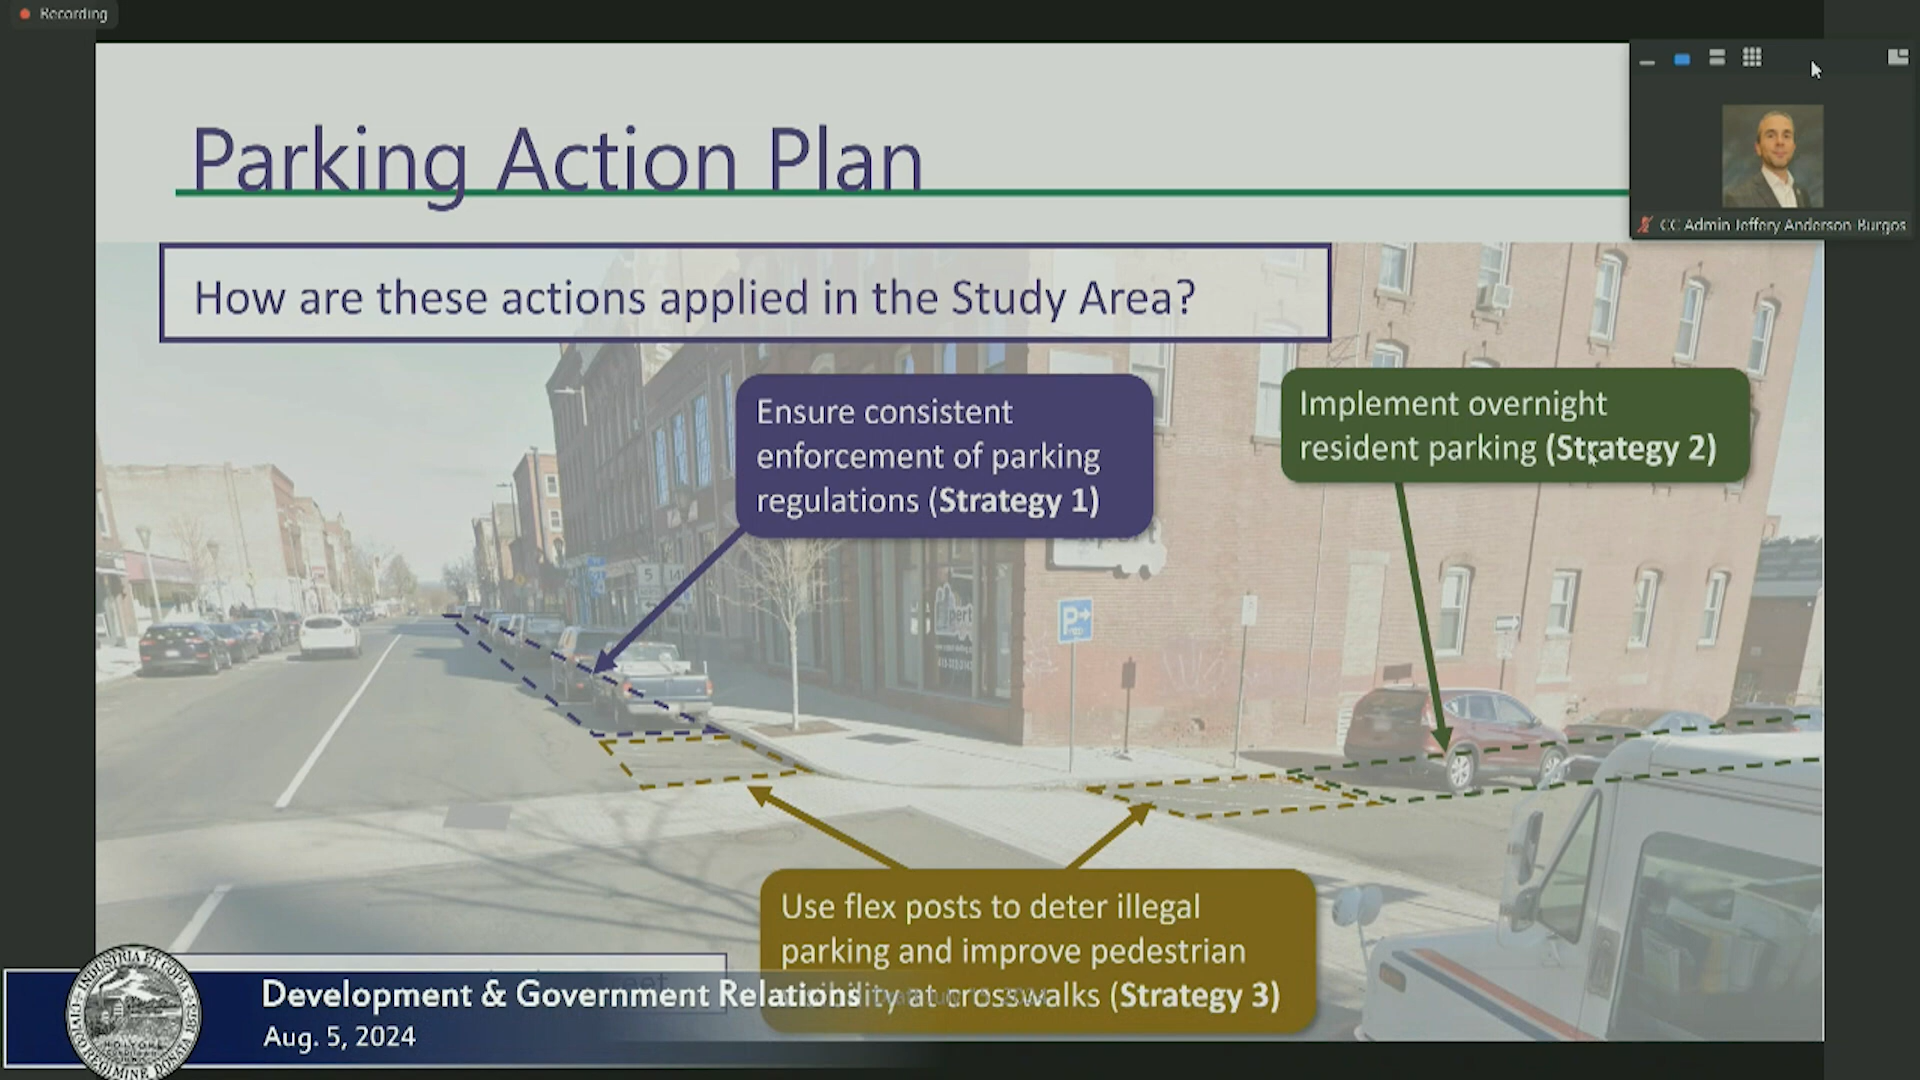 Recording
Parking Action Plan
CC Admin Jeffery Anderson-Burgos
How are these actions applied in the Study Area?
Ensure consistent
enforcement of parking
regulations (Strategy 1)
Implement overnight
resident parking (Strategy 2)
5
P
Use flex posts to deter illegal
parking and improve pedestrian
visibility at crosswalks (Strategy 3)
Development & Government Relations
Aug. 5, 2024